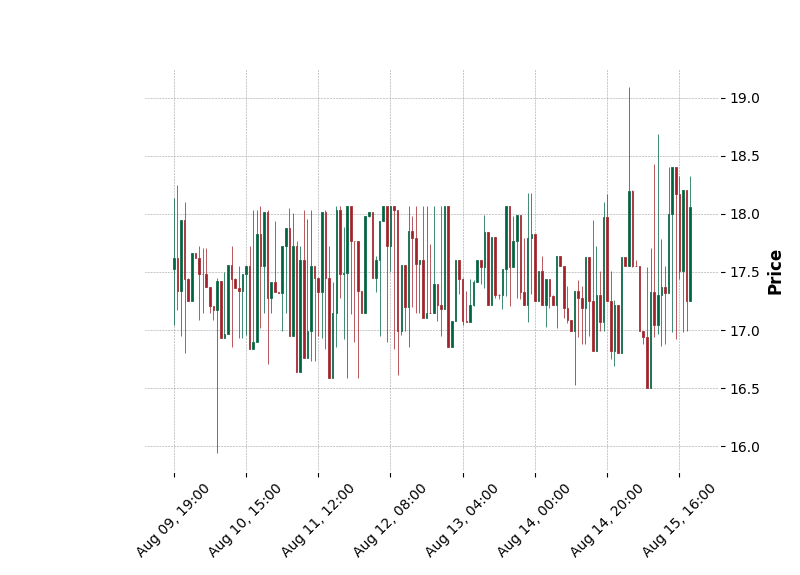 19.0
18.5
18.0
17.5
17.0
16.5
16.0
Price
Aug 09, 19:00
Aug 10, 15:00
Aug 11, 12:00
Aug 12, 08:00
Aug 13, 04:00
Aug 14, 00:00
Aug 14, 20:00
Aug 15, 16:00